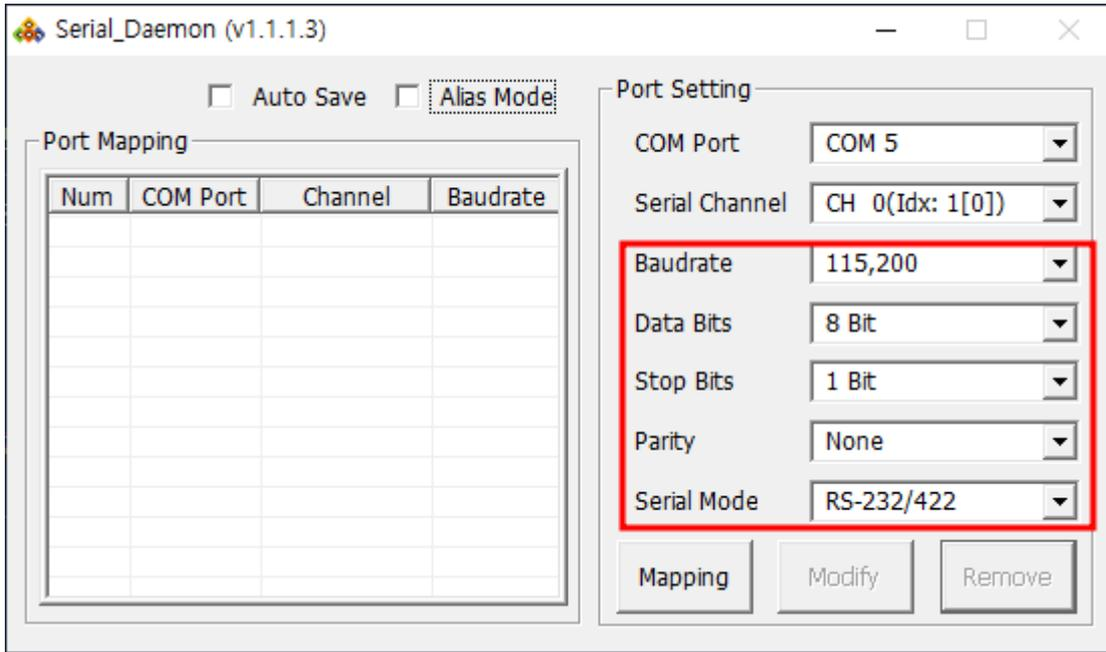 Serial_Daemon (v1.1.1.3)
Auto Save Alias Mode
Port Mapping
Num COM Port Channel Baudrate
Port Setting
COM Port COM 5
Serial Channel CH 0(Idx: 1[0])
Baudrate 115,200
Data Bits 8 Bit
Stop Bits 1 Bit
Parity None
Serial Mode RS-232/422
Mapping Modify Remove